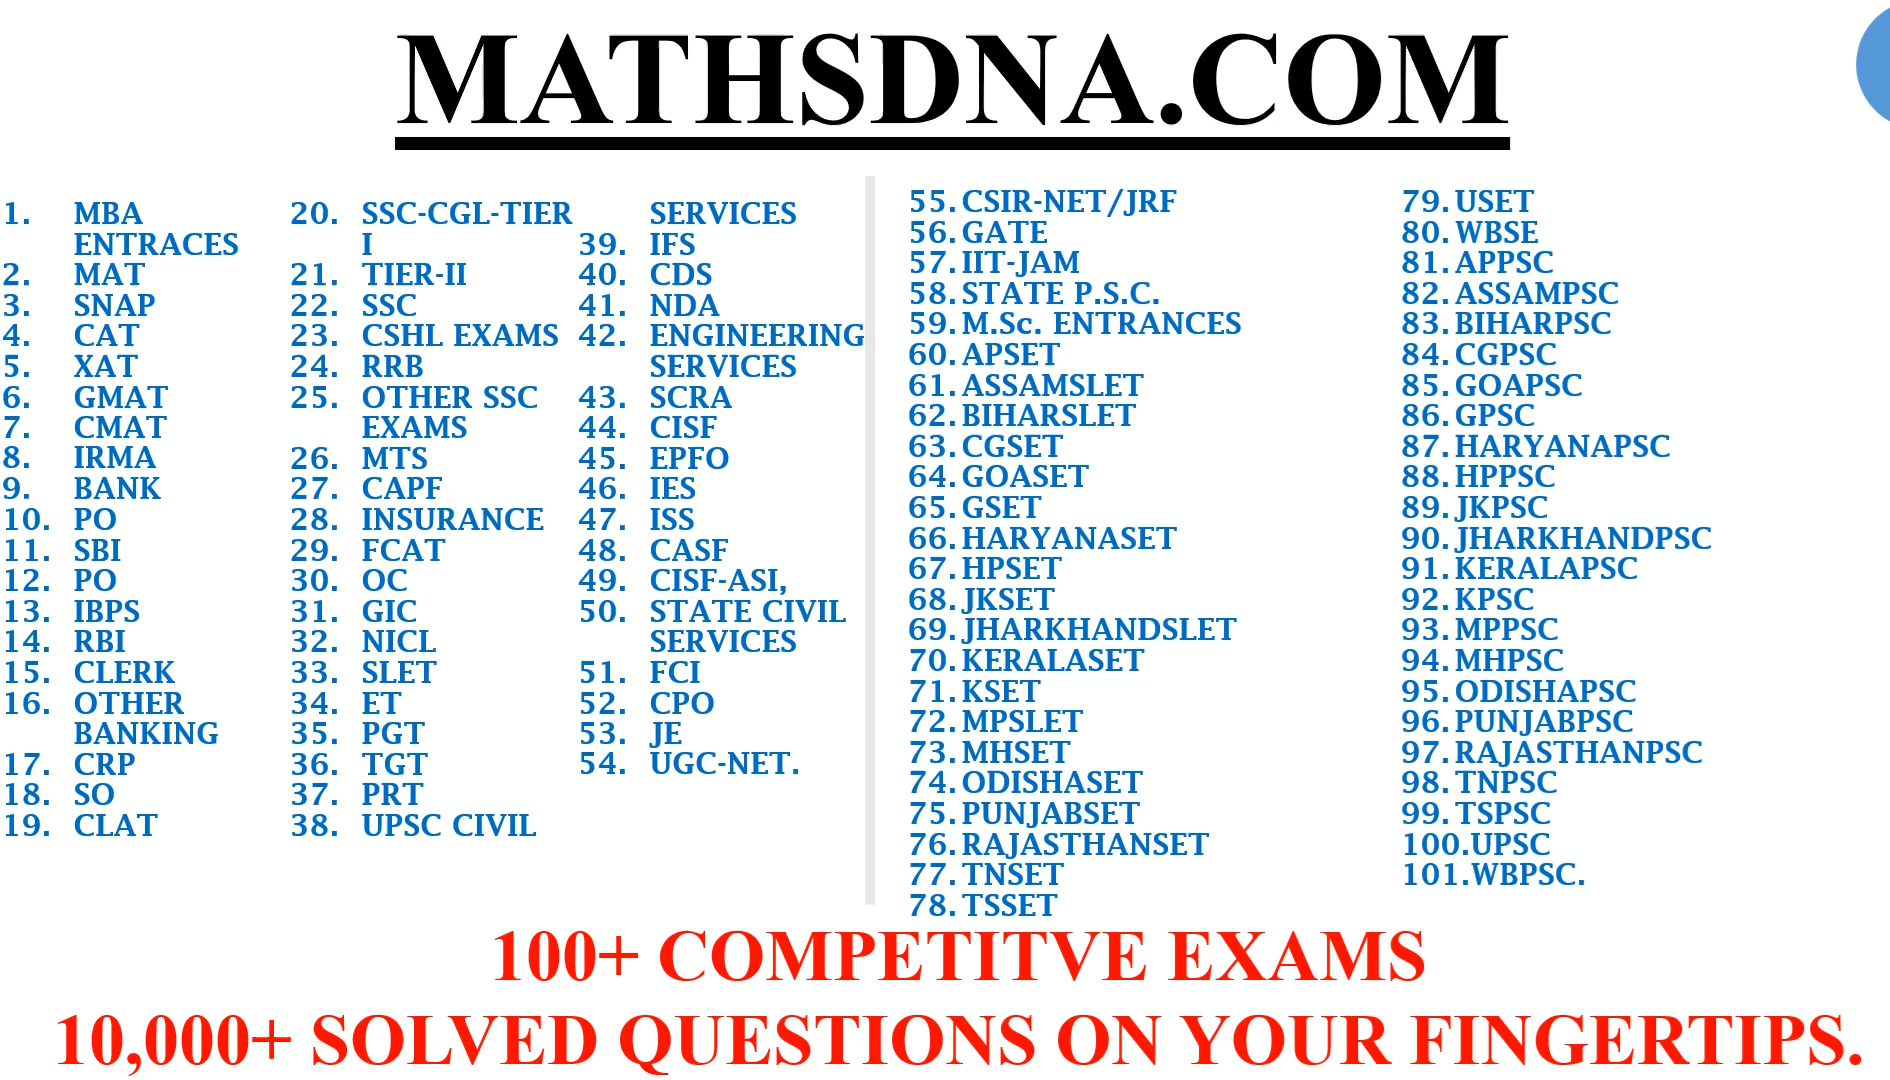 MATHSDNA.COM
1. MBA
ENTRACES
2. MAT
3. SNAP
4. CAT
5. XAT
6. GMAT
7. CMAT
8. IRMA
9. BANK
10. PO
11. SBI
12. PO
13. IBPS
14. RBI
15. CLERK
16. OTHER
BANKING
17. CRP
18. SO
19. CLAT
20. SSC-CGL-TIER
I
21. TIER-II
22. SSC
23. CSHL EXAMS
24. RRB
25. OTHER SSC
EXAMS
26. MTS
27. CAPF
28. INSURANCE
29. FCAT
30. OC
31. GIC
32. NICL
33. SLET
34. ET
35. PGT
36. TGT
37. PRT
38. UPSC CIVIL
SERVICES
39. IFS
40. CDS
41. NDA
42. ENGINEERING
SERVICES
43. SCRA
44. CISF
45. EPFO
46. IES
47. ISS
48. CASF
49. CISF-ASI,
50. STATE CIVIL
SERVICES
51. FCI
52. CPO
53. JE
54. UGC-NET.
55. CSIR-NET/JRF
56. GATE
57. IIT-JAM
58. STATE P.S.C.
59. M.Sc. ENTRANCES
60. APSET
61. ASSAMSLET
62. BIHARSLET
63. CGSET
64. GOASET
65. GSET
66. HARYANASET
67. HPSET
68. JKSET
69. JHARKHANDSLET
70. KERALASET
71. KSET
72. MPSLET
73. MHSET
74. ODISHASET
75. PUNJABSET
76. RAJASTHANSET
77. TNSET
78. TSSET
79. USET
80. WBSE
81. APPSC
82. ASSAMPSC
83. BIHARPSC
84. CGPSC
85. GOAPSC
86. GPSC
87. HARYANAPSC
88. HPPSC
89. JKPSC
90. JHARKHANDPSC
91. KERALAPSC
92. KPSC
93. MPPSC
94. MHPSC
95. ODISHAPSC
96. PUNJABPSC
97. RAJASTHANPSC
98. TNPSC
99. TSPSC
100. UPSC
101. WBPSC.
100+ COMPETITVE EXAMS
10,000+ SOLVED QUESTIONS ON YOUR FINGERTIPS.